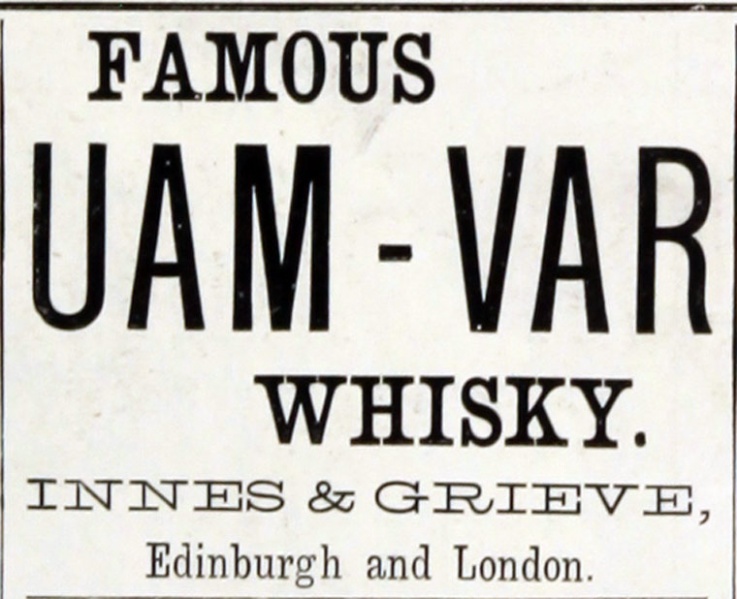 FAMOUS
UAM-VAR
WHISKY.
INNES & GRIEVE,
Edinburgh and London.